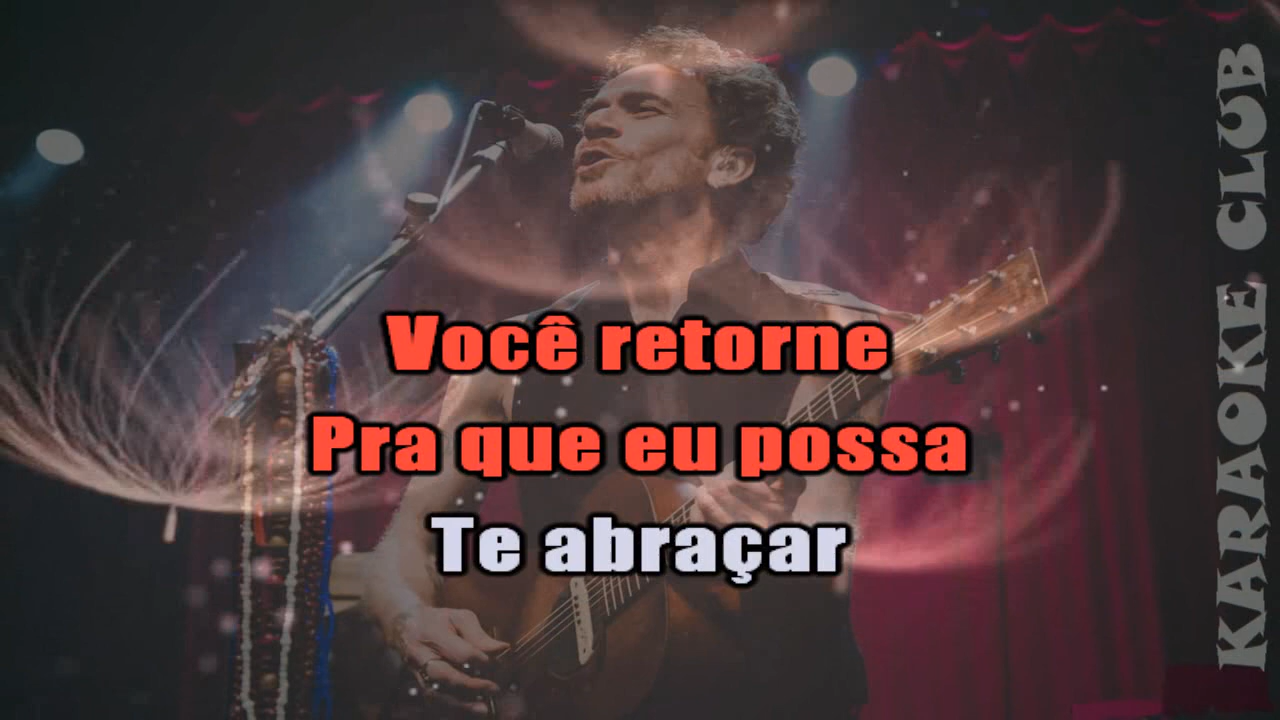 Você retorne
Pra que eu possa
Te abraçar
KARAOKE CLUB